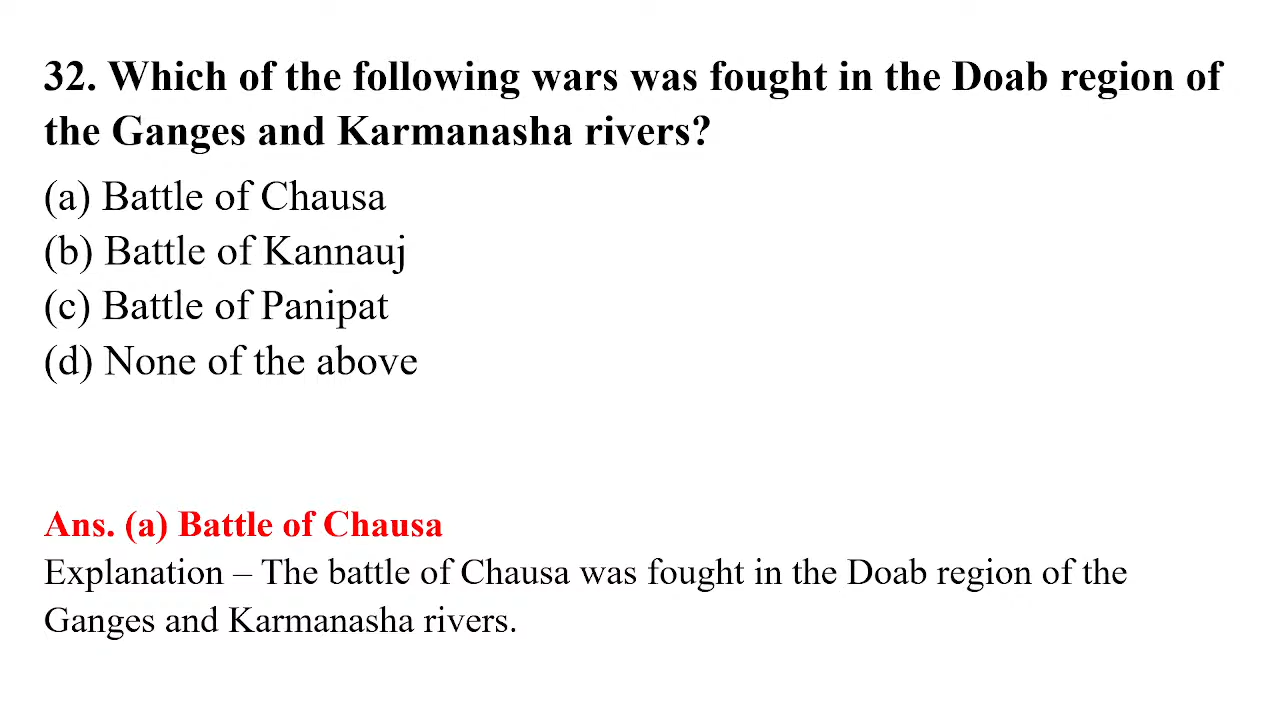 32. Which of the following wars was fought in the Doab region of
the Ganges and Karmanasha rivers?
(a) Battle of Chausa
(b) Battle of Kannauj
(c) Battle of Panipat
(d) None of the above
Ans. (a) Battle of Chausa
Explanation – The battle of Chausa was fought in the Doab region of the
Ganges and Karmanasha rivers.